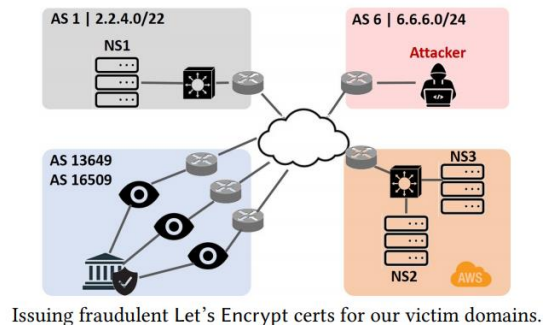 AS 1 | 2.2.4.0/22
NS1
AS 6 | 6.6.6.0/24
Attacker
AS 13649
AS 16509
NS3
NS2
AWS
Issuing fraudulent Let's Encrypt certs for our victim domains.